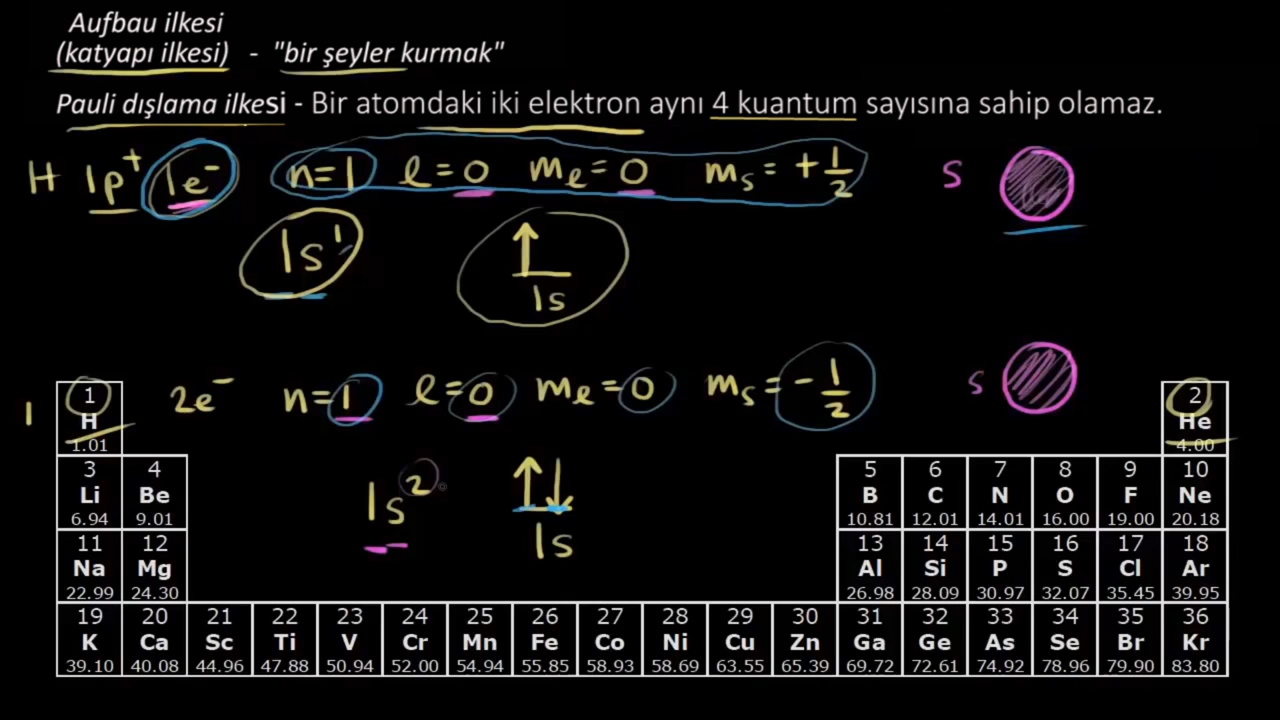 Aufbau ilkesi
(katyapı ilkesi) - "bir şeyler kurmak"
Pauli dışlama ilkesi - Bir atomdaki iki elektron aynı 4 kuantum sayısına sahip olamaz.
H 1p⁺ 1e⁻ n=1 l=0 mₗ=0 mₛ=+1/2 S
1s¹
1s
1 2e⁻ n=1 l=0 mₗ=0 mₛ=-1/2 s
1s²
1s
1 2
H He
1.01 4.00
3 4 5 6 7 8 9 10
Li Be B C N O F Ne
6.94 9.01 10.81 12.01 14.01 16.00 19.00 20.18
11 12 13 14 15 16 17 18
Na Mg Al Si P S Cl Ar
22.99 24.30 26.98 28.09 30.97 32.07 35.45 39.95
19 20 21 22 23 24 25 26 27 28 29 30 31 32 33 34 35 36
K Ca Sc Ti V Cr Mn Fe Co Ni Cu Zn Ga Ge As Se Br Kr
39.10 40.08 44.96 47.88 50.94 52.00 54.94 55.85 58.93 58.69 63.55 65.39 69.72 72.61 74.92 78.96 79.90 83.80